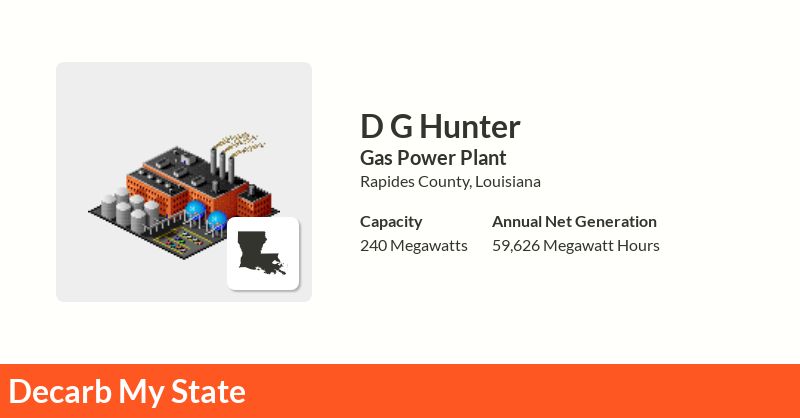 D G Hunter
Gas Power Plant
Rapides County, Louisiana
Capacity
240 Megawatts
Annual Net Generation
59,626 Megawatt Hours
Decarb My State